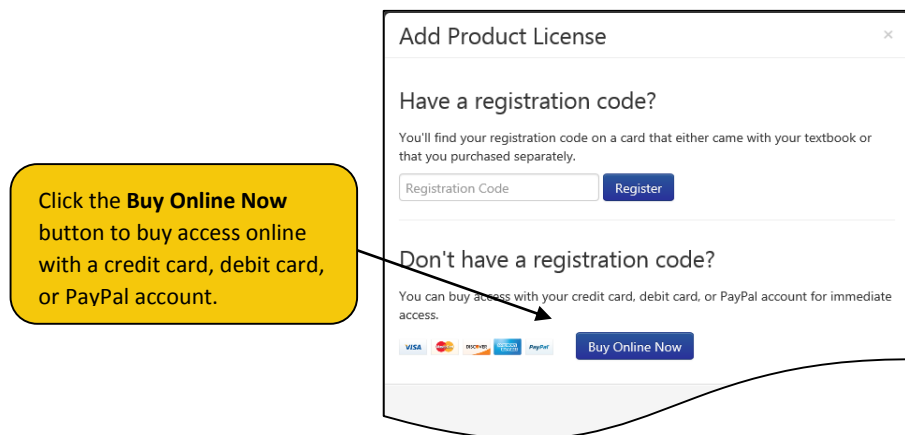 Add Product License ×
Have a registration code?
You'll find your registration code on a card that either came with your textbook or
that you purchased separately.
Registration Code Register
Click the Buy Online Now
button to buy access online
with a credit card, debit card,
or PayPal account.
Don't have a registration code?
You can buy access with your credit card, debit card, or PayPal account for immediate
access.
VISA DISCOVER PayPal Buy Online Now